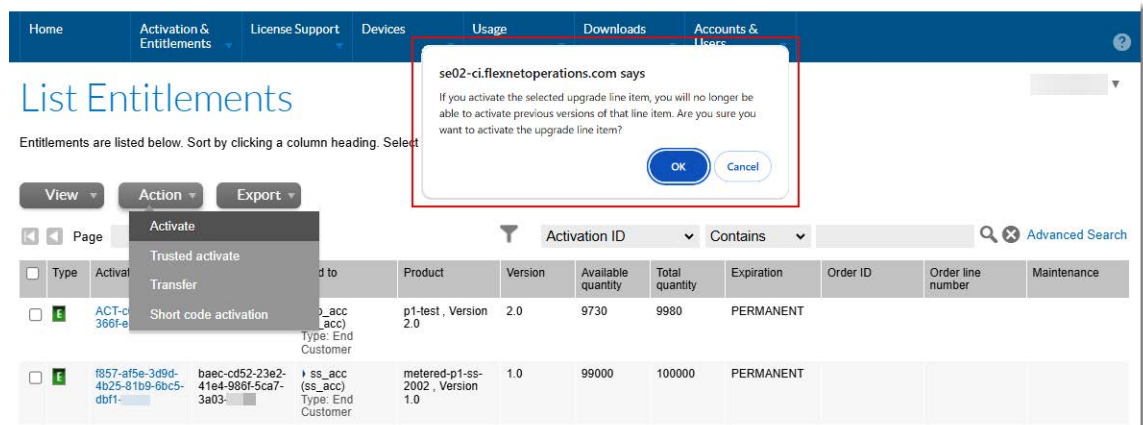 Home
Activation &
Entitlements
License Support
Devices
Usage
Downloads
Accounts &
Users
se02-ci.flexnetoperations.com says
If you activate the selected upgrade line item, you will no longer be
able to activate previous versions of that line item. Are you sure you
want to activate the upgrade line item?
OK
Cancel
List Entitlements
Entitlements are listed below. Sort by clicking a column heading. Select
View
Action
Export
Activate
Trusted activate
Transfer
Short code activation
Page
Activation ID
Contains
Advanced Search
Type
Product
Version
Available
quantity
Total
quantity
Expiration
Order ID
Order line
number
Maintenance
E
366f-e
_acc
_acc)
Type: End
Customer
p1-test , Version
2.0
2.0
9730
9980
PERMANENT
E
f857-af5e-3d9d-
4b25-81b9-6bc5-
dbf1-
baec-cd52-23e2-
41e4-986f-5ca7-
3a03-
ss_acc
(ss_acc)
Type: End
Customer
metered-p1-ss-
2002 , Version
1.0
1.0
99000
100000
PERMANENT